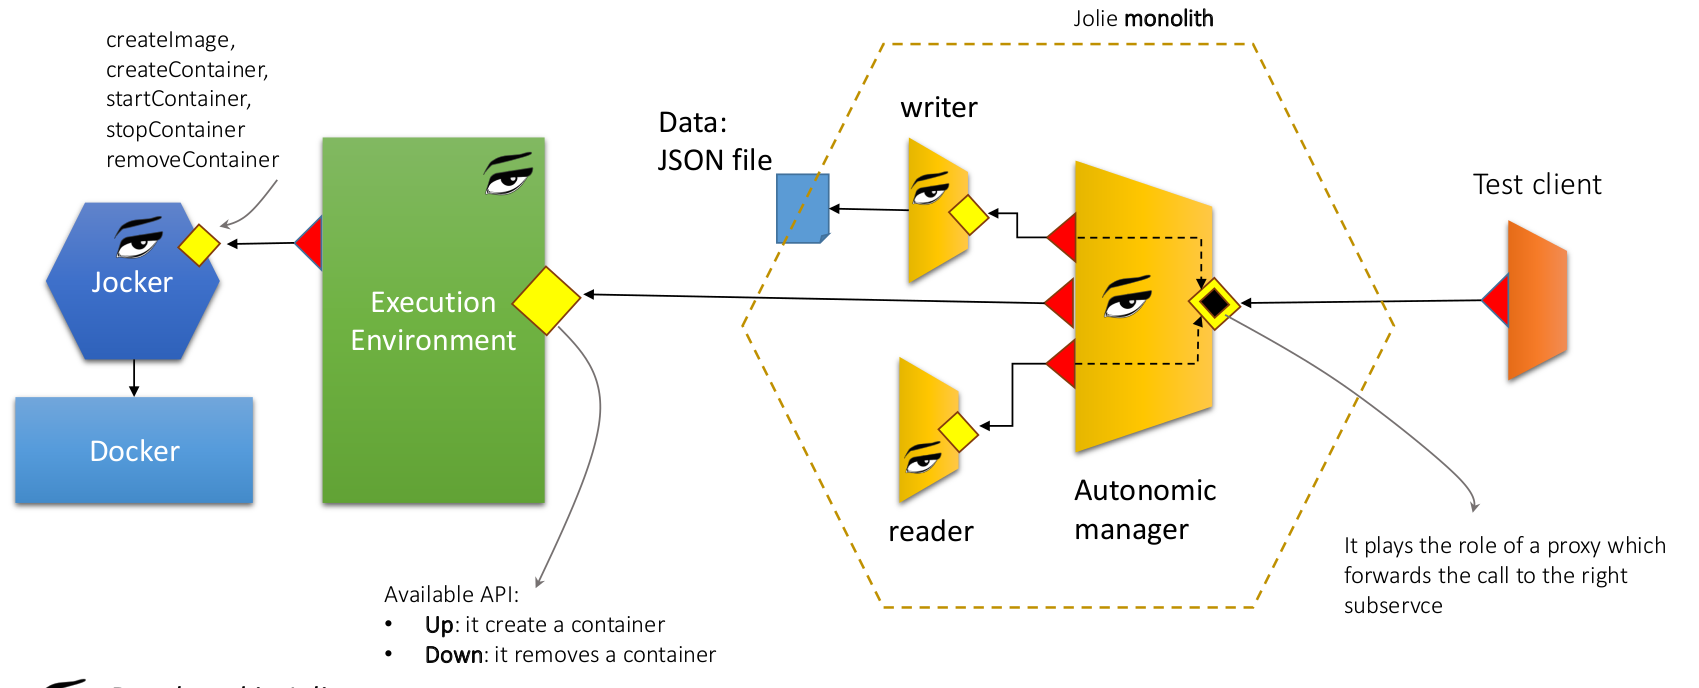 Jolie monolith
createImage,
createContainer,
startContainer,
stopContainer
removeContainer
writer
Data:
JSON file
Test client
Jocker
Execution
Environment
Docker
Autonomic
manager
reader
It plays the role of a proxy which
forwards the call to the right
subservce
Available API:
• Up: it create a container
• Down: it removes a container